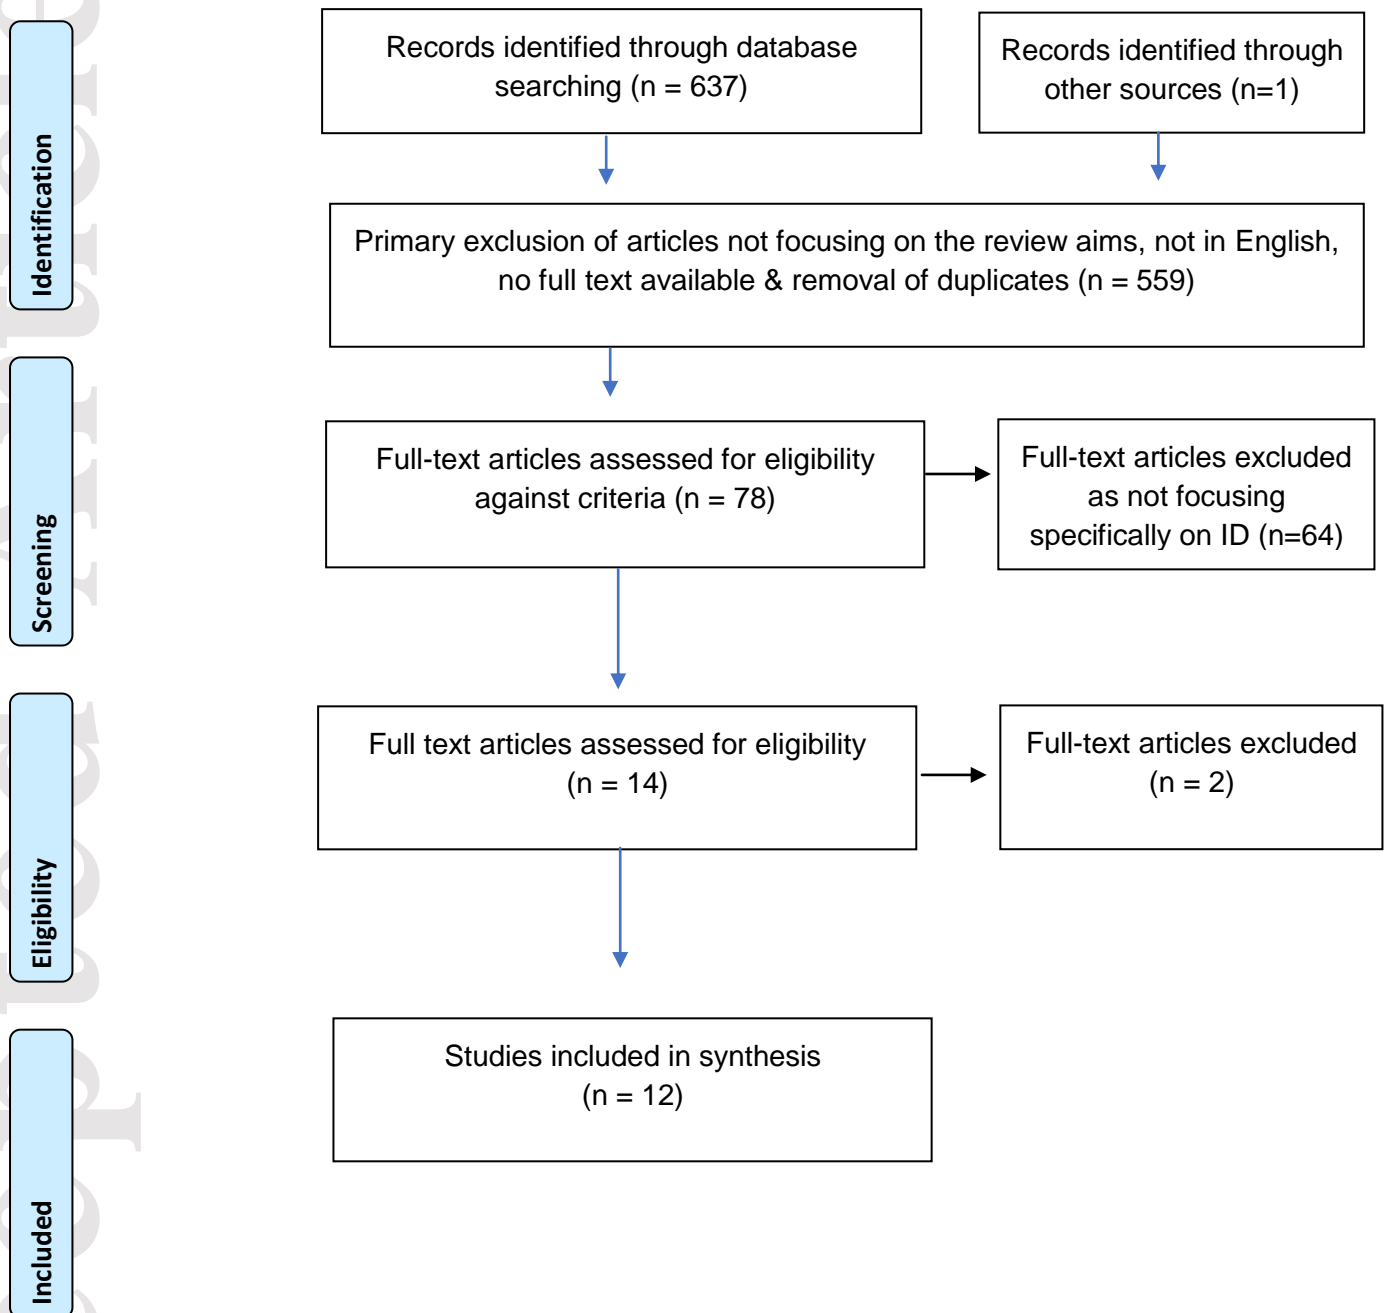 Records identified through database
searching (n = 637)
Records identified through
other sources (n=1)
Identification
Primary exclusion of articles not focusing on the review aims, not in English,
no full text available & removal of duplicates (n = 559)
Screening
Full-text articles assessed for eligibility
against criteria (n = 78)
Full-text articles excluded
as not focusing
specifically on ID (n=64)
Eligibility
Full text articles assessed for eligibility
(n = 14)
Full-text articles excluded
(n = 2)
Included
Studies included in synthesis
(n = 12)